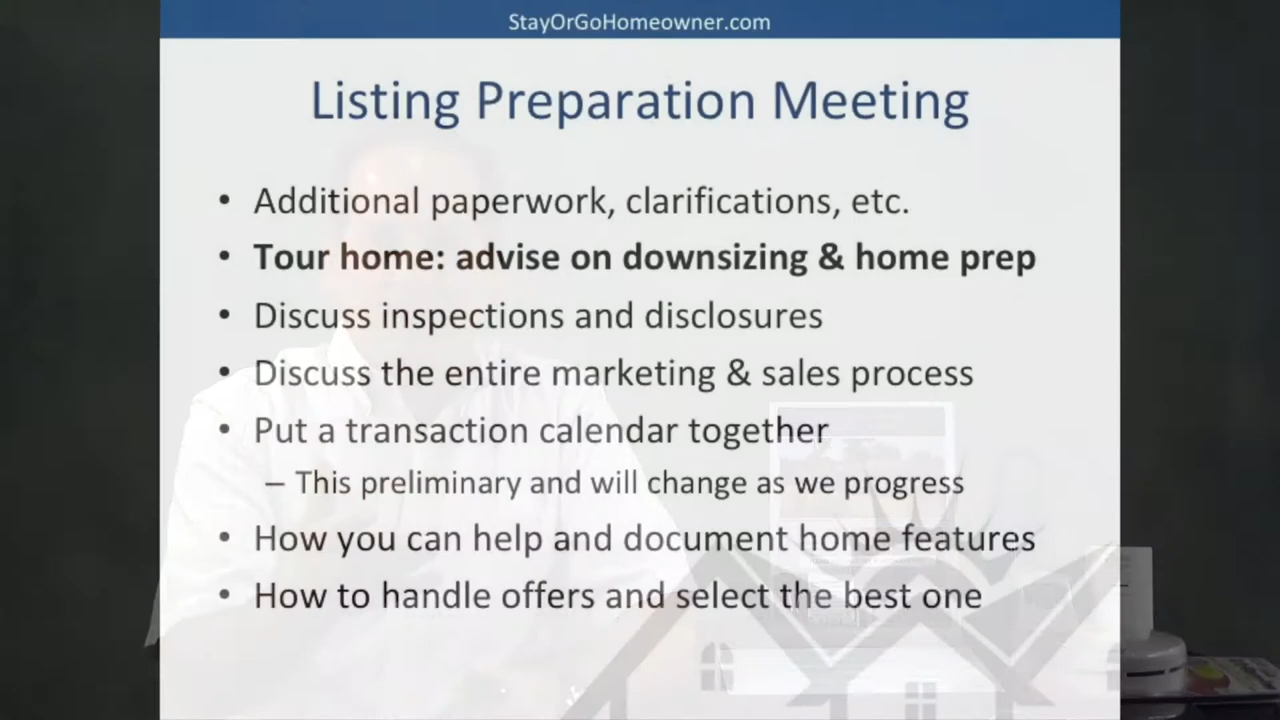 StayOrGoHomeowner.com
Listing Preparation Meeting
• Additional paperwork, clarifications, etc.
• Tour home: advise on downsizing & home prep
• Discuss inspections and disclosures
• Discuss the entire marketing & sales process
• Put a transaction calendar together
– This preliminary and will change as we progress
• How you can help and document home features
• How to handle offers and select the best one